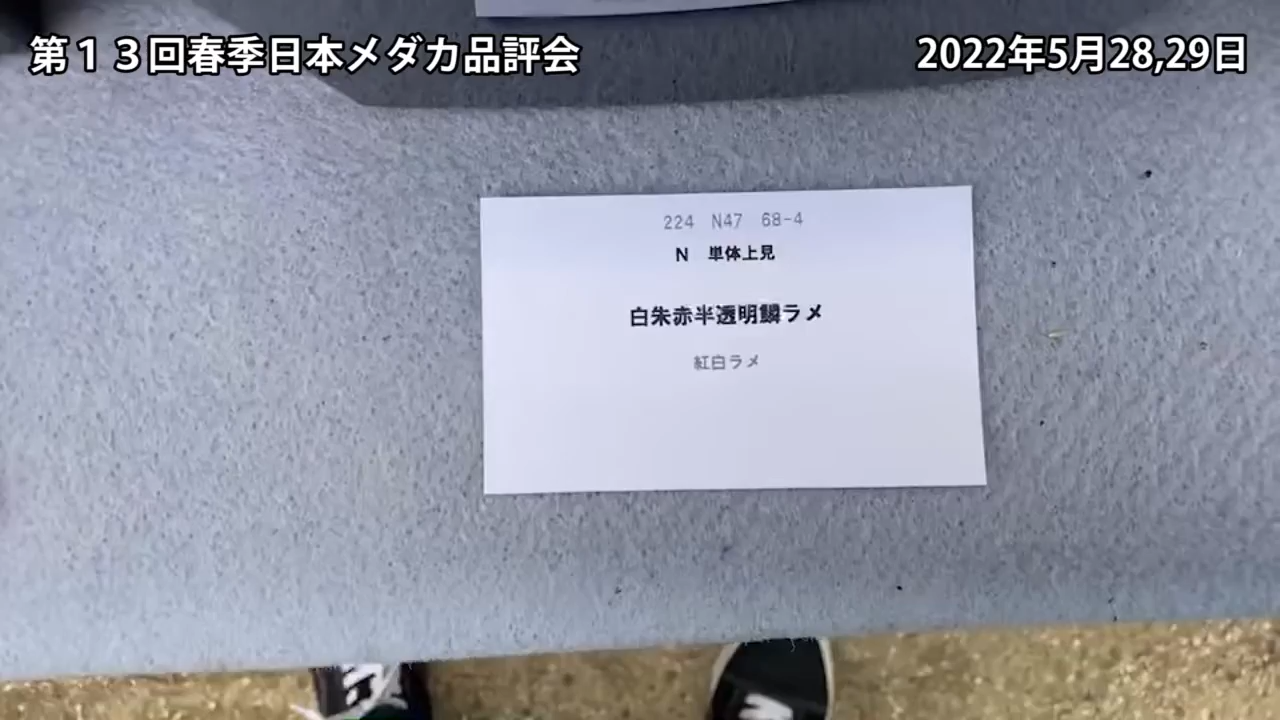 第１３回春季日本メダカ品評会
2022年5月28,29日
224 N47 68-4
N 単体上見
白朱赤半透明鱗ラメ
紅白ラメ